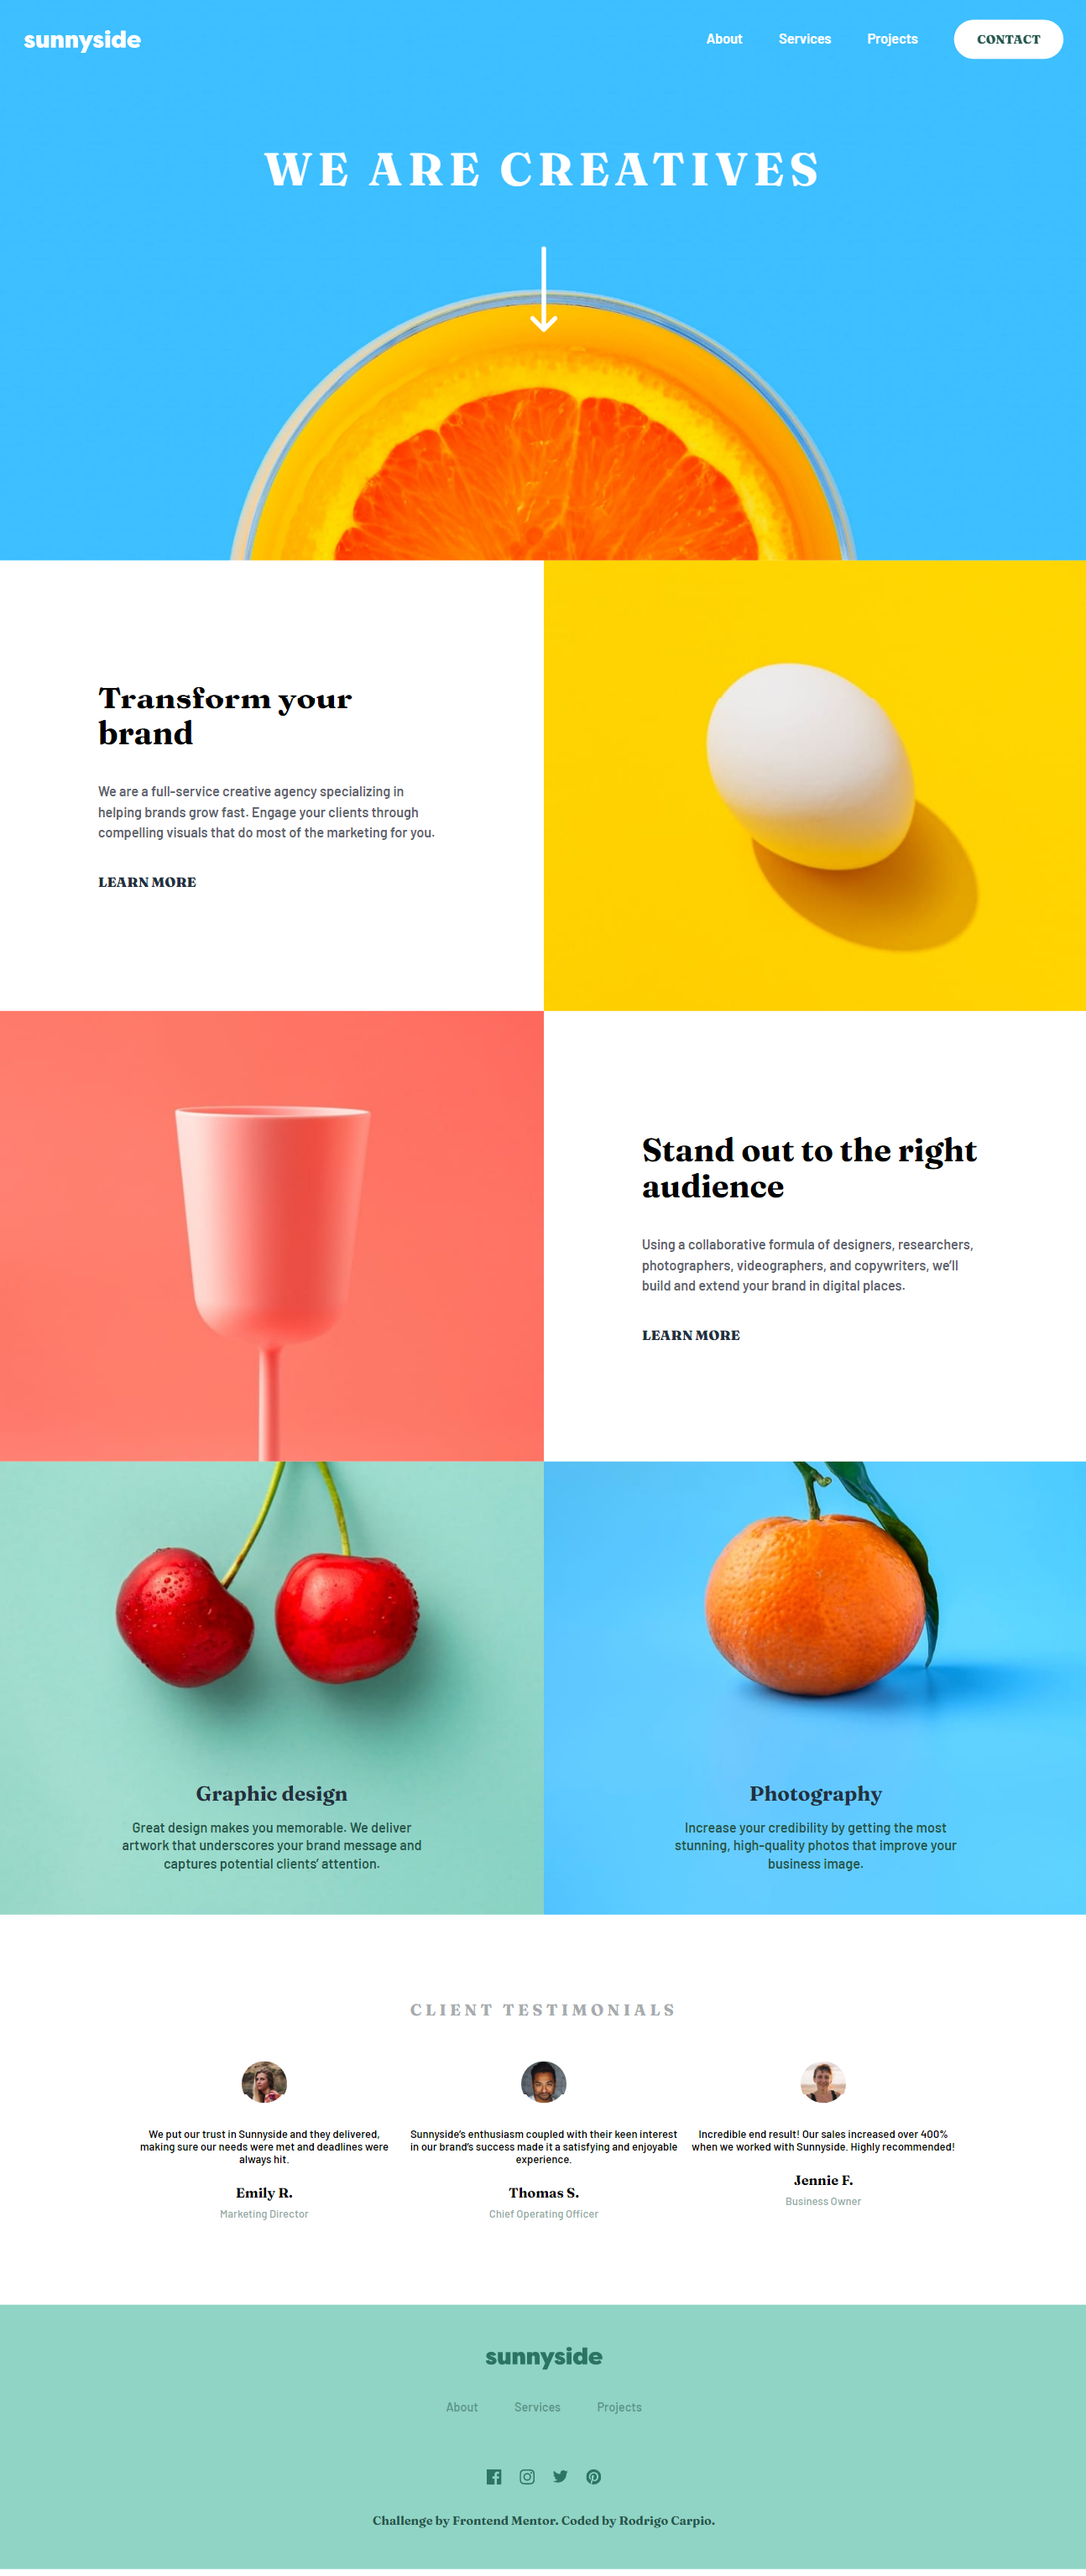 sunnyside
About Services Projects CONTACT
WE ARE CREATIVES
Transform your
brand
We are a full-service creative agency specializing in
helping brands grow fast. Engage your clients through
compelling visuals that do most of the marketing for you.
LEARN MORE
Stand out to the right
audience
Using a collaborative formula of designers, researchers,
photographers, videographers, and copywriters, we’ll
build and extend your brand in digital places.
LEARN MORE
Graphic design
Great design makes you memorable. We deliver
artwork that underscores your brand message and
captures potential clients’ attention.
Photography
Increase your credibility by getting the most
stunning, high-quality photos that improve your
business image.
CLIENT TESTIMONIALS
We put our trust in Sunnyside and they delivered,
making sure our needs were met and deadlines were
always hit.
Emily R.
Marketing Director
Sunnyside’s enthusiasm coupled with their keen interest
in our brand’s success made it a satisfying and enjoyable
experience.
Thomas S.
Chief Operating Officer
Incredible end result! Our sales increased over 400%
when we worked with Sunnyside. Highly recommended!
Jennie F.
Business Owner
sunnyside
About Services Projects
Challenge by Frontend Mentor. Coded by Rodrigo Carpio.